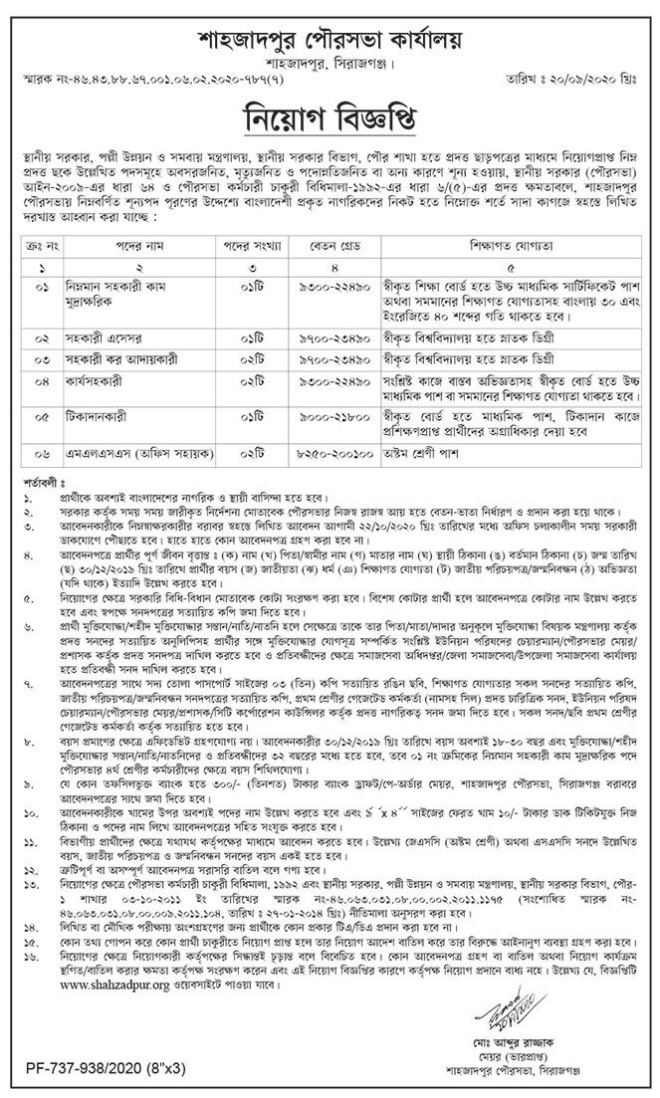 শাহজাদপুর পৌরসভা কার্যালয়
শাহজাদপুর, সিরাজগঞ্জ।
স্মারক নং-৪৬.৪৩.৮৮.৬৭.০০১.০৬.০২.২০২০-৭৮৭(৭) তারিখ ঃ ২০/০৯/২০২০ খ্রিঃ
নিয়োগ বিজ্ঞপ্তি
স্থানীয় সরকার, পল্লী উন্নয়ন ও সমবায় মন্ত্রণালয়, স্থানীয় সরকার বিভাগ, পৌর শাখা হতে প্রদত্ত ছাড়পত্রের মাধ্যমে নিয়োগপ্রাপ্ত নিম্ন
প্রদত্ত ছকে উল্লেখিত পদসমূহে অবসরজনিত, মৃত্যুজনিত ও পদোন্নতিজনিত বা অন্য কারণে শূন্য হওয়ায়, স্থানীয় সরকার (পৌরসভা)
আইন-২০০৯-এর ধারা ৬৪ ও পৌরসভা কর্মচারী চাকুরী বিধিমালা-১৯৯২-এর ধারা ৬/(৫)-এর প্রদত্ত ক্ষমতাবলে, শাহজাদপুর
পৌরসভায় নিম্নবর্ণিত শূন্যপদ পূরণের উদ্দেশ্যে বাংলাদেশী প্রকৃত নাগরিকদের নিকট হতে নিম্নোক্ত শর্তে সাদা কাগজে স্বহস্তে লিখিত
দরখাস্ত আহ্বান করা যাচ্ছে :
ক্রঃ নং পদের নাম পদের সংখ্যা বেতন গ্রেড শিক্ষাগত যোগ্যতা
১ ২ ৩ ৪ ৫
০১ নিম্নমান সহকারী কাম ০১টি ৯৩০০-২২৪৯০ স্বীকৃত শিক্ষা বোর্ড হতে উচ্চ মাধ্যমিক সার্টিফিকেট পাশ
মুদ্রাক্ষরিক অথবা সমমানের শিক্ষাগত যোগ্যতাসহ বাংলায় ৩০ এবং
ইংরেজিতে ৪০ শব্দের গতি থাকতে হবে।
০২ সহকারী এসেসর ০১টি ৯৭০০-২৩৪৯০ স্বীকৃত বিশ্ববিদ্যালয় হতে স্নাতক ডিগ্রী
০৩ সহকারী কর আদায়কারী ০২টি ৯৭০০-২৩৪৯০ স্বীকৃত বিশ্ববিদ্যালয় হতে স্নাতক ডিগ্রী
০৪ কার্যসহকারী ০২টি ৯৩০০-২২৪৯০ সংশ্লিষ্ট কাজে বাস্তব অভিজ্ঞতাসহ স্বীকৃত বোর্ড হতে উচ্চ
মাধ্যমিক পাশ বা সমমানের শিক্ষাগত যোগ্যতা থাকতে হবে।
০৫ টিকাদানকারী ০১টি ৯০০০-২১৮০০ স্বীকৃত বোর্ড হতে মাধ্যমিক পাশ, টিকাদান কাজে
প্রশিক্ষণপ্রাপ্ত প্রার্থীদের অগ্রাধিকার দেয়া হবে
০৬ এমএলএসএস (অফিস সহায়ক) ০২টি ৮২৫০-২০০১০০ অষ্টম শ্রেণী পাশ
শর্তাবলী ঃ
১. প্রার্থীকে অবশ্যই বাংলাদেশের নাগরিক ও স্থায়ী বাসিন্দা হতে হবে।
২. সরকার কর্তৃক সময় সময় জারীকৃত নির্দেশনা মোতাবেক পৌরসভার নিজস্ব রাজস্ব আয় হতে বেতন-ভাতা নির্ধারণ ও প্রদান করা হয়ে থাকে।
৩. আবেদনকারীকে নিম্নস্বাক্ষরকারীর বরাবর স্বহস্তে লিখিত আবেদন আগামী ২২/১০/২০২০ খ্রিঃ তারিখের মধ্যে অফিস চলাকালীন সময় সরকারী
ডাকযোগে পৌঁছাতে হবে। হাতে হাতে কোন আবেদনপত্র গ্রহণ করা হবে না।
৪. আবেদনপত্রে প্রার্থীর পূর্ণ জীবন বৃত্তান্ত ঃ (ক) নাম (খ) পিতা/স্বামীর নাম (গ) মাতার নাম (ঘ) স্থায়ী ঠিকানা (ঙ) বর্তমান ঠিকানা (চ) জন্ম তারিখ
(ছ) ৩০/১২/২০১৯ খ্রিঃ তারিখে প্রার্থীর বয়স (জ) জাতীয়তা (ঝ) ধর্ম (ঞ) শিক্ষাগত যোগ্যতা (ট) জাতীয় পরিচয়পত্র/জন্মনিবন্ধন (ঠ) অভিজ্ঞতা
(যদি থাকে) ইত্যাদি উল্লেখ করতে হবে।
৫. নিয়োগের ক্ষেত্রে সরকারি বিধি-বিধান মোতাবেক কোটা সংরক্ষণ করা হবে। বিশেষ কোটার প্রার্থী হলে আবেদনপত্রে কোটার নাম উল্লেখ করতে
হবে এবং স্বপক্ষে সনদপত্রের সত্যায়িত কপি জমা দিতে হবে।
৬. প্রার্থী মুক্তিযোদ্ধা/শহীদ মুক্তিযোদ্ধার সন্তান/নাতি/নাতনি হলে সেক্ষেত্রে তাকে তার পিতা/মাতা/দাদার অনুকূলে মুক্তিযোদ্ধা বিষয়ক মন্ত্রণালয় কর্তৃক
প্রদত্ত সনদের সত্যায়িত অনুলিপিসহ প্রার্থীর সঙ্গে মুক্তিযোদ্ধার যোগসূত্র সম্পর্কিত সংশ্লিষ্ট ইউনিয়ন পরিষদের চেয়ারম্যান/পৌরসভার মেয়র/
প্রশাসক কর্তৃক প্রদত্ত সনদপত্র দাখিল করতে হবে ও প্রতিবন্ধীদের ক্ষেত্রে সমাজসেবা অধিদপ্তর/জেলা সমাজসেবা/উপজেলা সমাজসেবা কার্যালয়
হতে প্রতিবন্ধী সনদ দাখিল করতে হবে।
৭. আবেদনপত্রের সাথে সদ্য তোলা পাসপোর্ট সাইজের ০৩ (তিন) কপি সত্যায়িত রঙিন ছবি, শিক্ষাগত যোগ্যতার সকল সনদের সত্যায়িত কপি,
জাতীয় পরিচয়পত্র/জন্মনিবন্ধন সনদপত্রের সত্যায়িত কপি, প্রথম শ্রেণীর গেজেটেড কর্মকর্তা (নামসহ সিল) প্রদত্ত চারিত্রিক সনদ, ইউনিয়ন পরিষদ
চেয়ারম্যান/পৌরসভার মেয়র/প্রশাসক/সিটি কর্পোরেশন কাউন্সিলর কর্তৃক প্রদত্ত নাগরিকত্ব সনদ জমা দিতে হবে। সকল সনদ/ছবি প্রথম শ্রেণীর
গেজেটেড কর্মকর্তা কর্তৃক সত্যায়িত হতে হবে।
৮. বয়স প্রমাণের ক্ষেত্রে এফিডেভিট গ্রহণযোগ্য নয়। আবেদনকারীর ৩০/১২/২০১৯ খ্রিঃ তারিখে বয়স অবশ্যই ১৮-৩০ বছর এবং মুক্তিযোদ্ধা/শহীদ
মুক্তিযোদ্ধার সন্তান/নাতি/নাতনিদের ও প্রতিবন্ধীদের ৩২ বছরের মধ্যে হতে হবে, তবে ০১ নং ক্রমিকের নিম্নমান সহকারী কাম মুদ্রাক্ষরিক পদে
পৌরসভার ৪র্থ শ্রেণীর কর্মচারীদের ক্ষেত্রে বয়স শিথিলযোগ্য।
৯. যে কোন তফসিলভুক্ত ব্যাংক হতে ৩০০/- (তিনশত) টাকার ব্যাংক ড্রাফট/পে-অর্ডার মেয়র, শাহজাদপুর পৌরসভা, সিরাজগঞ্জ বরাবরে
আবেদনপত্রের সাথে জমা দিতে হবে।
১০. আবেদনকারীকে খামের উপর অবশ্যই পদের নাম উল্লেখ করতে হবে এবং ৯ ́x ৪ ́ ́ সাইজের ফেরত খাম ১০/- টাকার ডাক টিকিটযুক্ত নিজ
ঠিকানা ও পদের নাম লিখে আবেদনপত্রের সহিত সংযুক্ত করতে হবে।
১১. বিভাগীয় প্রার্থীদের ক্ষেত্রে যথাযথ কর্তৃপক্ষের মাধ্যমে আবেদন করতে হবে। উল্লেখ্য জেএসসি (অষ্টম শ্রেণী) অথবা এসএসসি সনদে উল্লেখিত
বয়স, জাতীয় পরিচয়পত্র ও জন্মনিবন্ধন সনদের বয়স একই হতে হবে।
১২. ত্রুটিপূর্ণ বা অসম্পূর্ণ আবেদনপত্র সরাসরি বাতিল বলে গণ্য হবে।
১৩. নিয়োগের ক্ষেত্রে পৌরসভা কর্মচারী চাকুরী বিধিমালা, ১৯৯২ এবং স্থানীয় সরকার, পল্লী উন্নয়ন ও সমবায় মন্ত্রণালয়, স্থানীয় সরকার বিভাগ, পৌর-
১ শাখার ০৩-১০-২০১১ ইং তারিখের স্মারক নং-৪৬.০৬৩.০৩১.০৮.০০.০০২.২০১১.১১৭৫ (সংশোধিত স্মারক নং-
৪৬.০৬৩.০৩১.০৮.০০.০০৯.২০১১.১০৪, তারিখ ঃ ২৭-০১-২০১৪ খ্রিঃ) নীতিমালা অনুসরণ করা হবে।
১৪. লিখিত বা মৌখিক পরীক্ষায় অংশগ্রহণের জন্য প্রার্থীকে কোন প্রকার টিএ/ডিএ প্রদান করা হবে না।
১৫. কোন তথ্য গোপন করে কোন প্রার্থী চাকুরীতে নিয়োগ প্রাপ্ত হলে তার নিয়োগ আদেশ বাতিল করে তার বিরুদ্ধে আইনানুগ ব্যবস্থা গ্রহণ করা হবে।
১৬. নিয়োগের ক্ষেত্রে নিয়োগকারী কর্তৃপক্ষের সিদ্ধান্তই চূড়ান্ত বলে বিবেচিত হবে। কোন আবেদনপত্র গ্রহণ বা বাতিল অথবা নিয়োগ কার্যক্রম
স্থগিত/বাতিল করার ক্ষমতা কর্তৃপক্ষ সংরক্ষণ করেন এবং এই নিয়োগ বিজ্ঞপ্তির কারণে কর্তৃপক্ষ নিয়োগ প্রদানে বাধ্য নহে। উল্লেখ্য যে, বিজ্ঞপ্তিটি
www.shahzadpur.org ওয়েবসাইটে পাওয়া যাবে।
মোঃ আব্দুর রাজ্জাক
মেয়র (ভারপ্রাপ্ত)
শাহজাদপুর পৌরসভা, সিরাজগঞ্জ
PF-737-938/2020 (8"x3)